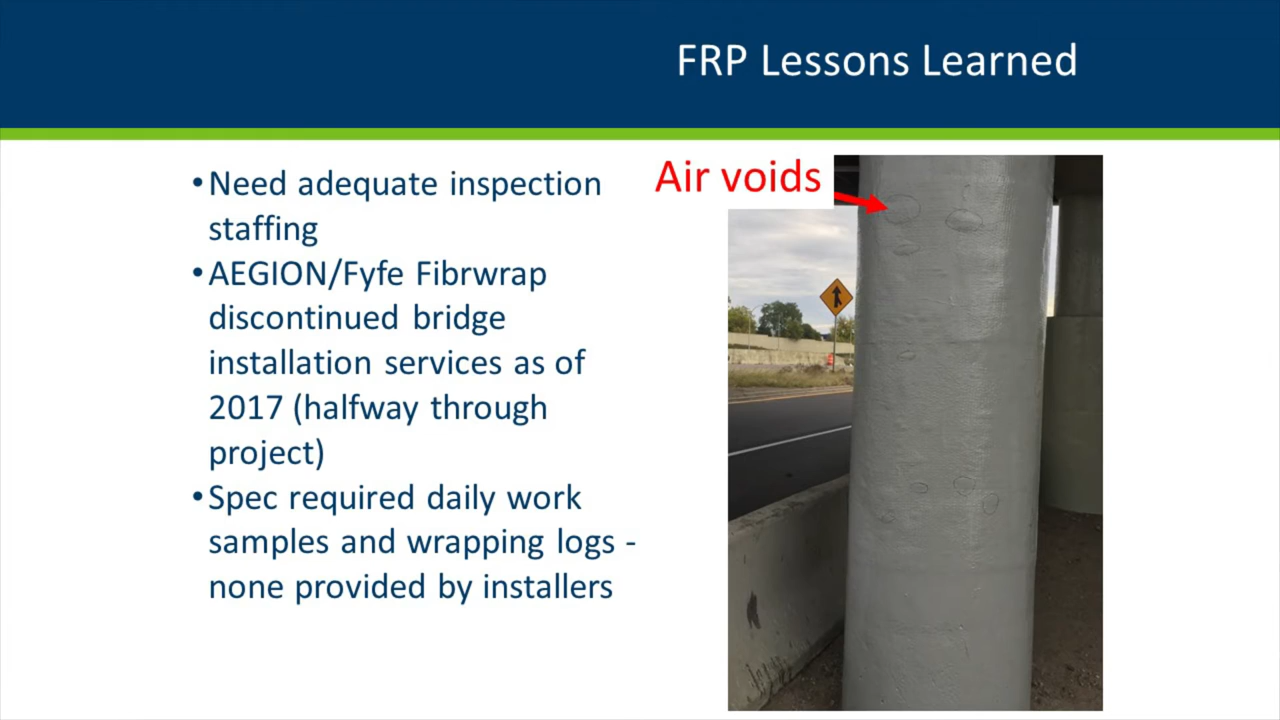 FRP Lessons Learned
•Need adequate inspection
staffing
•AEGION/Fyfe Fibrwrap
discontinued bridge
installation services as of
2017 (halfway through
project)
•Spec required daily work
samples and wrapping logs -
none provided by installers
Air voids